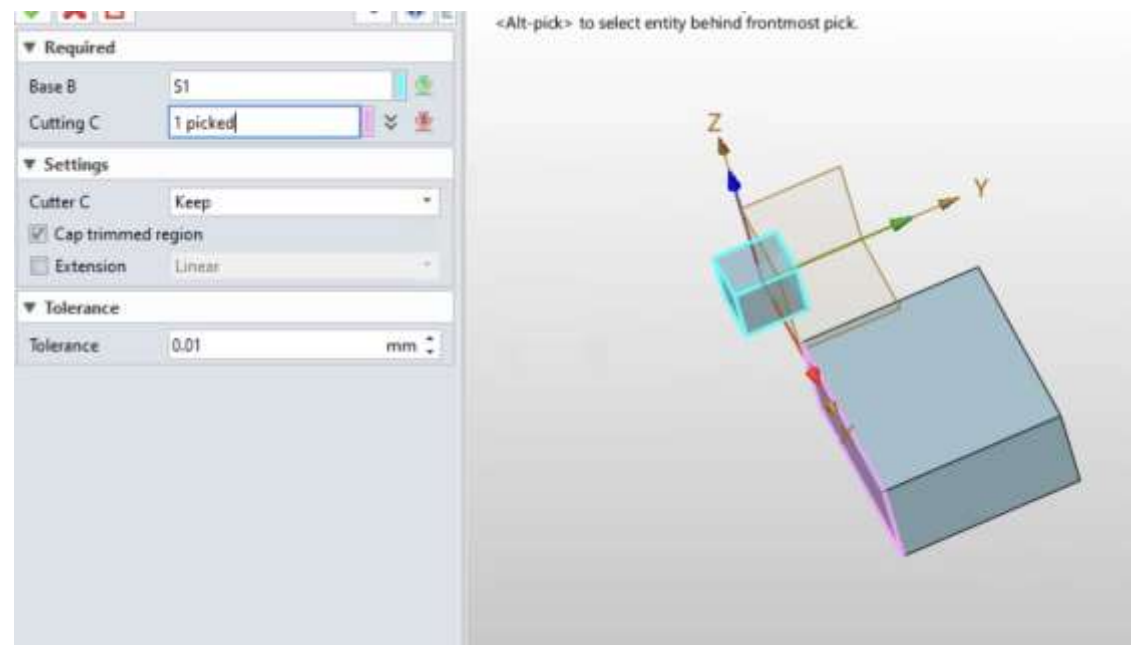 <Alt-pick> to select entity behind frontmost pick.
▼ Required
Base B S1
Cutting C 1 picked
▼ Settings
Cutter C Keep
Cap trimmed region
Extension Linear
▼ Tolerance
Tolerance 0.01 mm
Z
Y